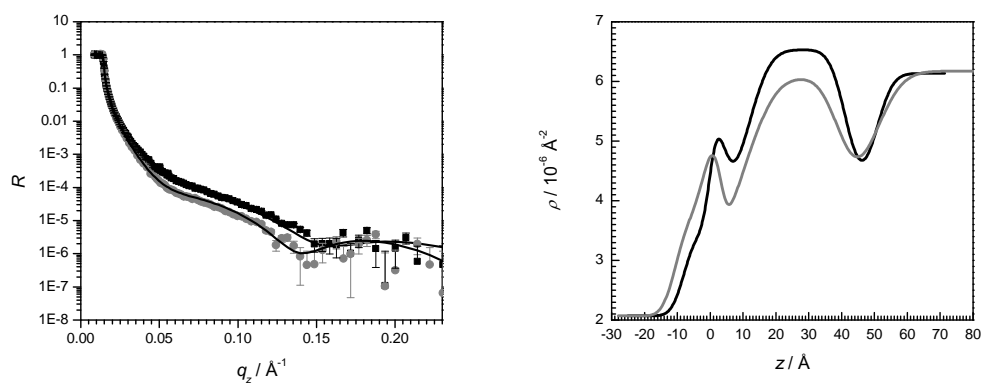 10
1
0.1
0.01
1E-3
1E-4
1E-5
1E-6
1E-7
1E-8
R
0.00 0.05 0.10 0.15 0.20
q_z / Å⁻¹
7
6
5
4
3
2
ρ / 10⁻⁶ Å⁻²
-30 -20 -10 0 10 20 30 40 50 60 70 80
z / Å